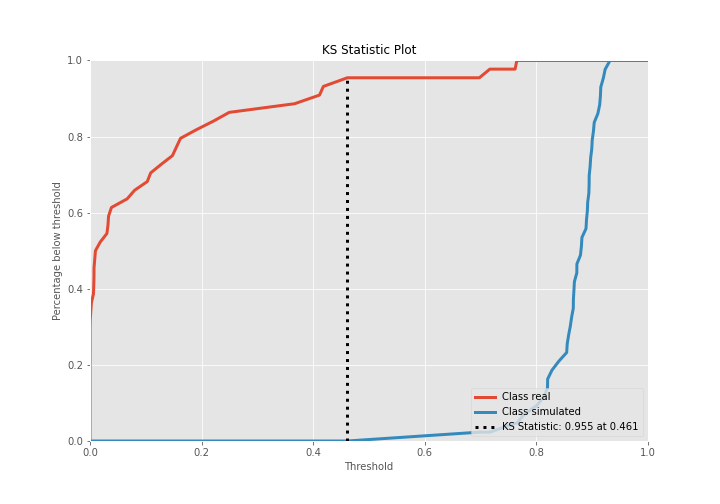 KS Statistic Plot
1.0
0.8
0.6
0.4
0.2
0.0
Percentage below threshold
Class real
Class simulated
KS Statistic: 0.955 at 0.461
0.0 0.2 0.4 0.6 0.8 1.0
Threshold